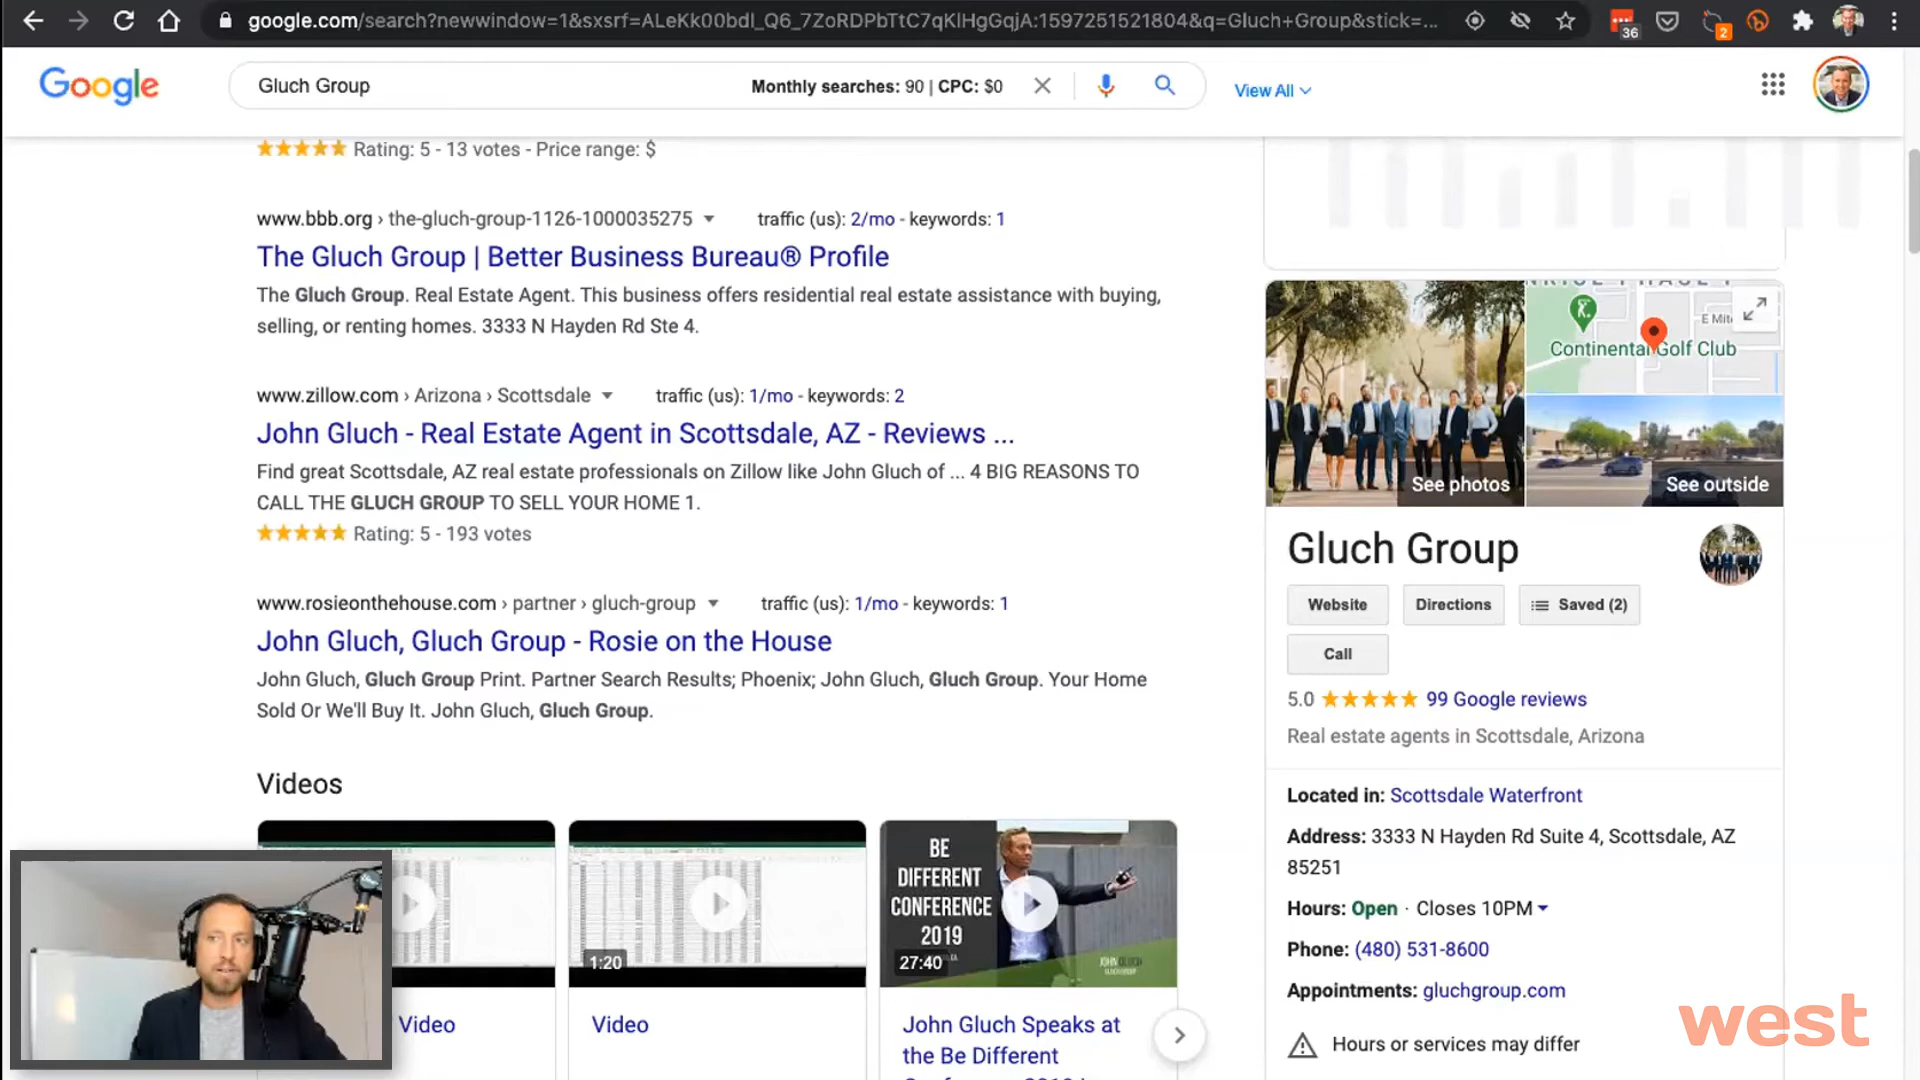 google.com/search?newwindow=1&sxsrf=ALeKk00bdI_Q6_7ZoRDPbTtC7qKlHgGqjA:1597251521804&q=Gluch+Group&stick=...
36
2
Google
Gluch Group
Monthly searches: 90 | CPC: $0
View All
Rating: 5 - 13 votes - Price range: $
www.bbb.org › the-gluch-group-1126-1000035275
traffic (us): 2/mo - keywords: 1
The Gluch Group | Better Business Bureau® Profile
The Gluch Group. Real Estate Agent. This business offers residential real estate assistance with buying,
selling, or renting homes. 3333 N Hayden Rd Ste 4.
www.zillow.com › Arizona › Scottsdale
traffic (us): 1/mo - keywords: 2
John Gluch - Real Estate Agent in Scottsdale, AZ - Reviews ...
Find great Scottsdale, AZ real estate professionals on Zillow like John Gluch of ... 4 BIG REASONS TO
CALL THE GLUCH GROUP TO SELL YOUR HOME 1.
Rating: 5 - 193 votes
www.rosieonthehouse.com › partner › gluch-group
traffic (us): 1/mo - keywords: 1
John Gluch, Gluch Group - Rosie on the House
John Gluch, Gluch Group Print. Partner Search Results; Phoenix; John Gluch, Gluch Group. Your Home
Sold Or We'll Buy It. John Gluch, Gluch Group.
Videos
1:20
BE
DIFFERENT
CONFERENCE
2019
27:40
JOHN GLUCH
Video
Video
John Gluch Speaks at
the Be Different
E Mit
Continental Golf Club
See photos
See outside
Gluch Group
Website
Directions
Saved (2)
Call
5.0
99 Google reviews
Real estate agents in Scottsdale, Arizona
Located in: Scottsdale Waterfront
Address: 3333 N Hayden Rd Suite 4, Scottsdale, AZ
85251
Hours: Open · Closes 10PM
Phone: (480) 531-8600
Appointments: gluchgroup.com
Hours or services may differ
west